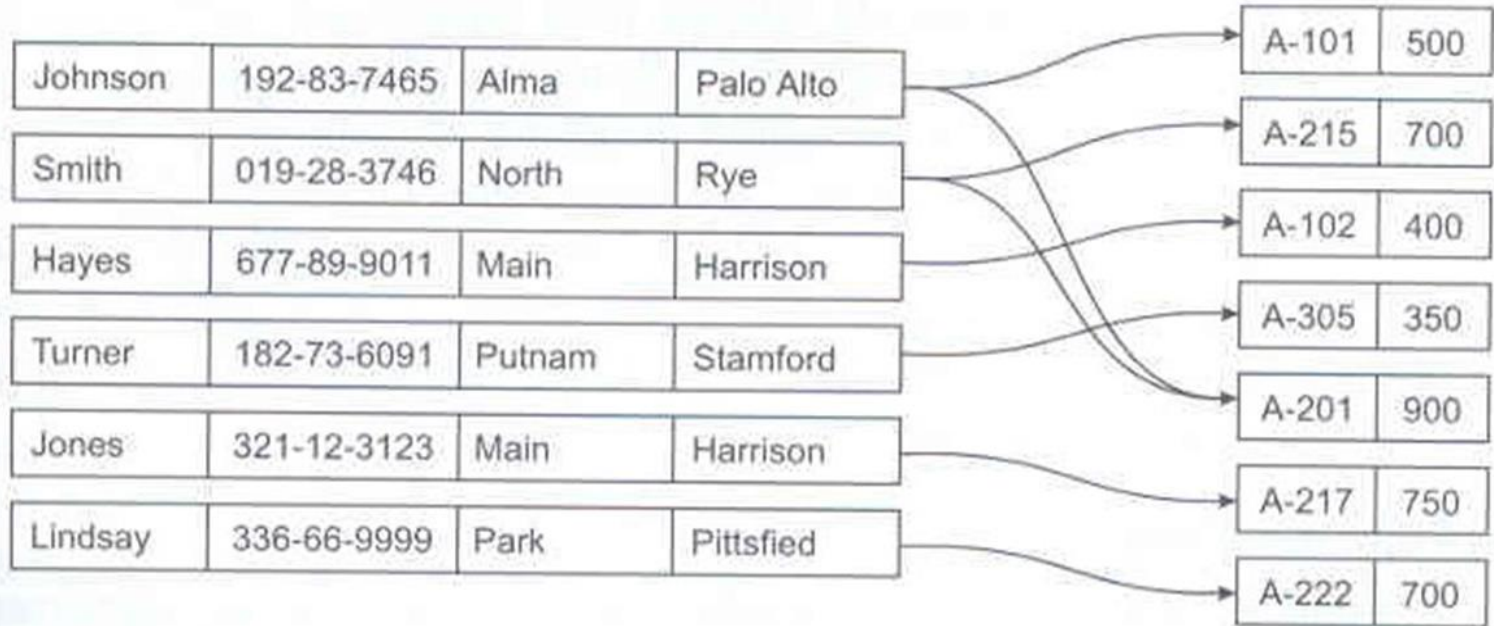 A-101 500
Johnson 192-83-7465 Alma Palo Alto
A-215 700
Smith 019-28-3746 North Rye
A-102 400
Hayes 677-89-9011 Main Harrison
A-305 350
Turner 182-73-6091 Putnam Stamford
A-201 900
Jones 321-12-3123 Main Harrison
A-217 750
Lindsay 336-66-9999 Park Pittsfied
A-222 700